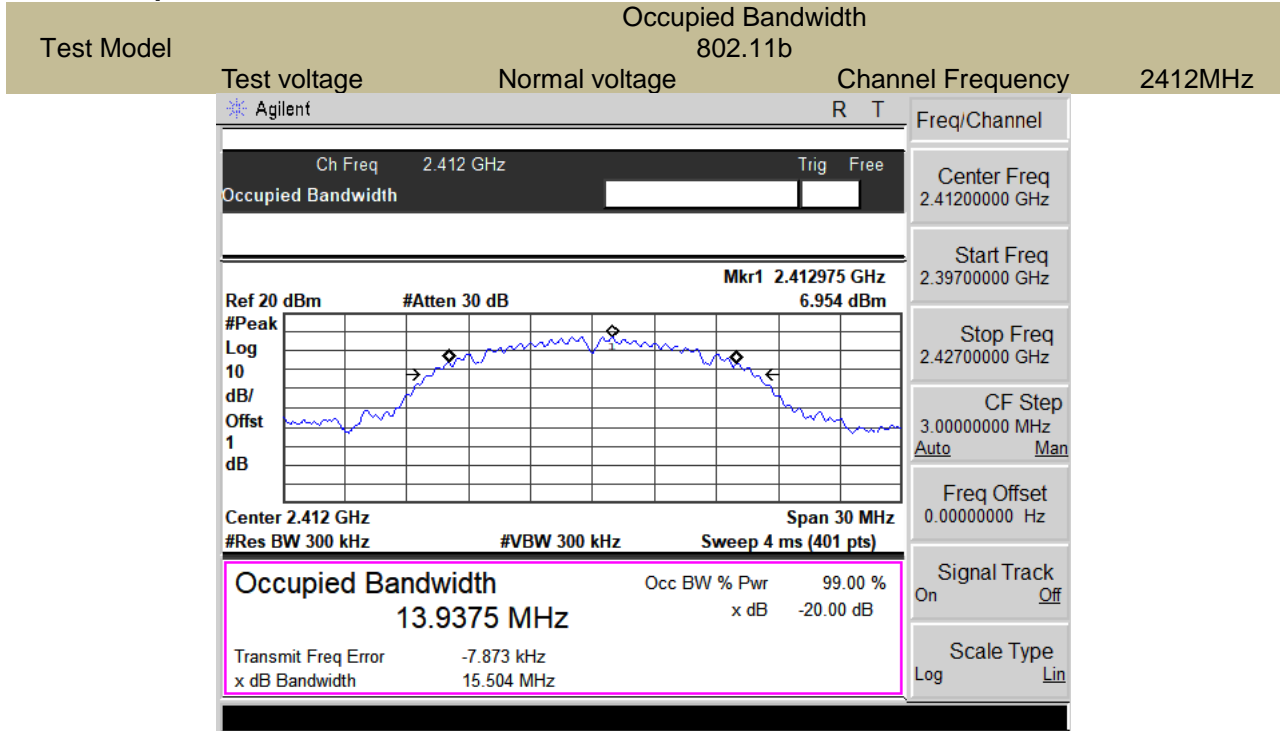 Occupied Bandwidth
Test Model 802.11b
Test voltage Normal voltage Channel Frequency 2412MHz
Agilent R T
Freq/Channel
Ch Freq 2.412 GHz Trig Free
Occupied Bandwidth
Center Freq
2.41200000 GHz
Start Freq
2.39700000 GHz
Stop Freq
2.42700000 GHz
CF Step
3.00000000 MHz
Auto Man
Freq Offset
0.00000000 Hz
Signal Track
On Off
Scale Type
Log Lin
Mkr1 2.412975 GHz
Ref 20 dBm #Atten 30 dB 6.954 dBm
#Peak
Log
10
dB/
Offst
1
dB
1
Center 2.412 GHz Span 30 MHz
#Res BW 300 kHz #VBW 300 kHz Sweep 4 ms (401 pts)
Occupied Bandwidth Occ BW % Pwr 99.00 %
13.9375 MHz x dB -20.00 dB
Transmit Freq Error -7.873 kHz
x dB Bandwidth 15.504 MHz